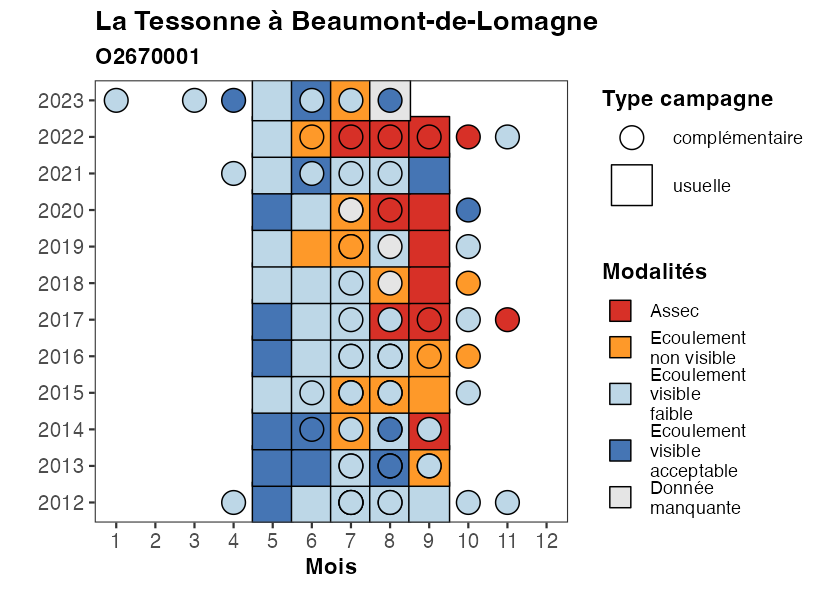 La Tessonne à Beaumont-de-Lomagne
O2670001
2023
2022
2021
2020
2019
2018
2017
2016
2015
2014
2013
2012
1 2 3 4 5 6 7 8 9 10 11 12
Mois
Type campagne
complémentaire
usuelle
Modalités
Assec
Ecoulement
non visible
Ecoulement
visible
faible
Ecoulement
visible
acceptable
Donnée
manquante